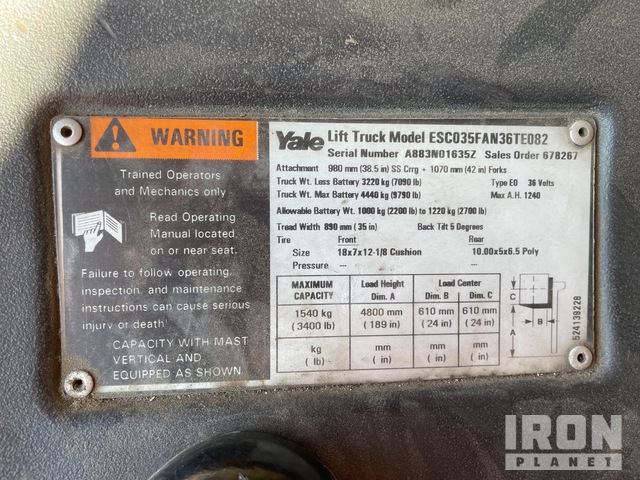 WARNING
Trained Operators
and Mechanics only
Read Operating
Manual located
on or near seat.
Failure to follow operating,
inspection, and maintenance
instructions can cause serious
injury or death!
CAPACITY WITH MAST
VERTICAL AND
EQUIPPED AS SHOWN.
Yale Lift Truck Model ESC035FAN36TE082
Serial Number A883N01635Z Sales Order 678267
Attachment 980 mm (38.5 in) SS Crrg + 1070 mm (42 in) Forks
Truck Wt. Less Battery 3220 kg (7090 lb) Type EO 36 Volts
Truck Wt. Max Battery 4440 kg (9790 lb) Max A.H. 1240
Allowable Battery Wt. 1000 kg (2200 lb) to 1220 kg (2700 lb)
Tread Width 890 mm (35 in) Back Tilt 5 Degrees
Tire Front Rear
Size 18x7x12-1/8 Cushion 10.00x5x6.5 Poly
Pressure --- ---
MAXIMUM CAPACITY Load Height Dim. A Load Center Dim. B Dim. C
1540 kg 4800 mm 610 mm 610 mm
(3400 lb) (189 in) (24 in) (24 in)
kg mm mm mm
( lb) ( in) ( in) ( in)
C
B
A
524139228
IRON
PLANET